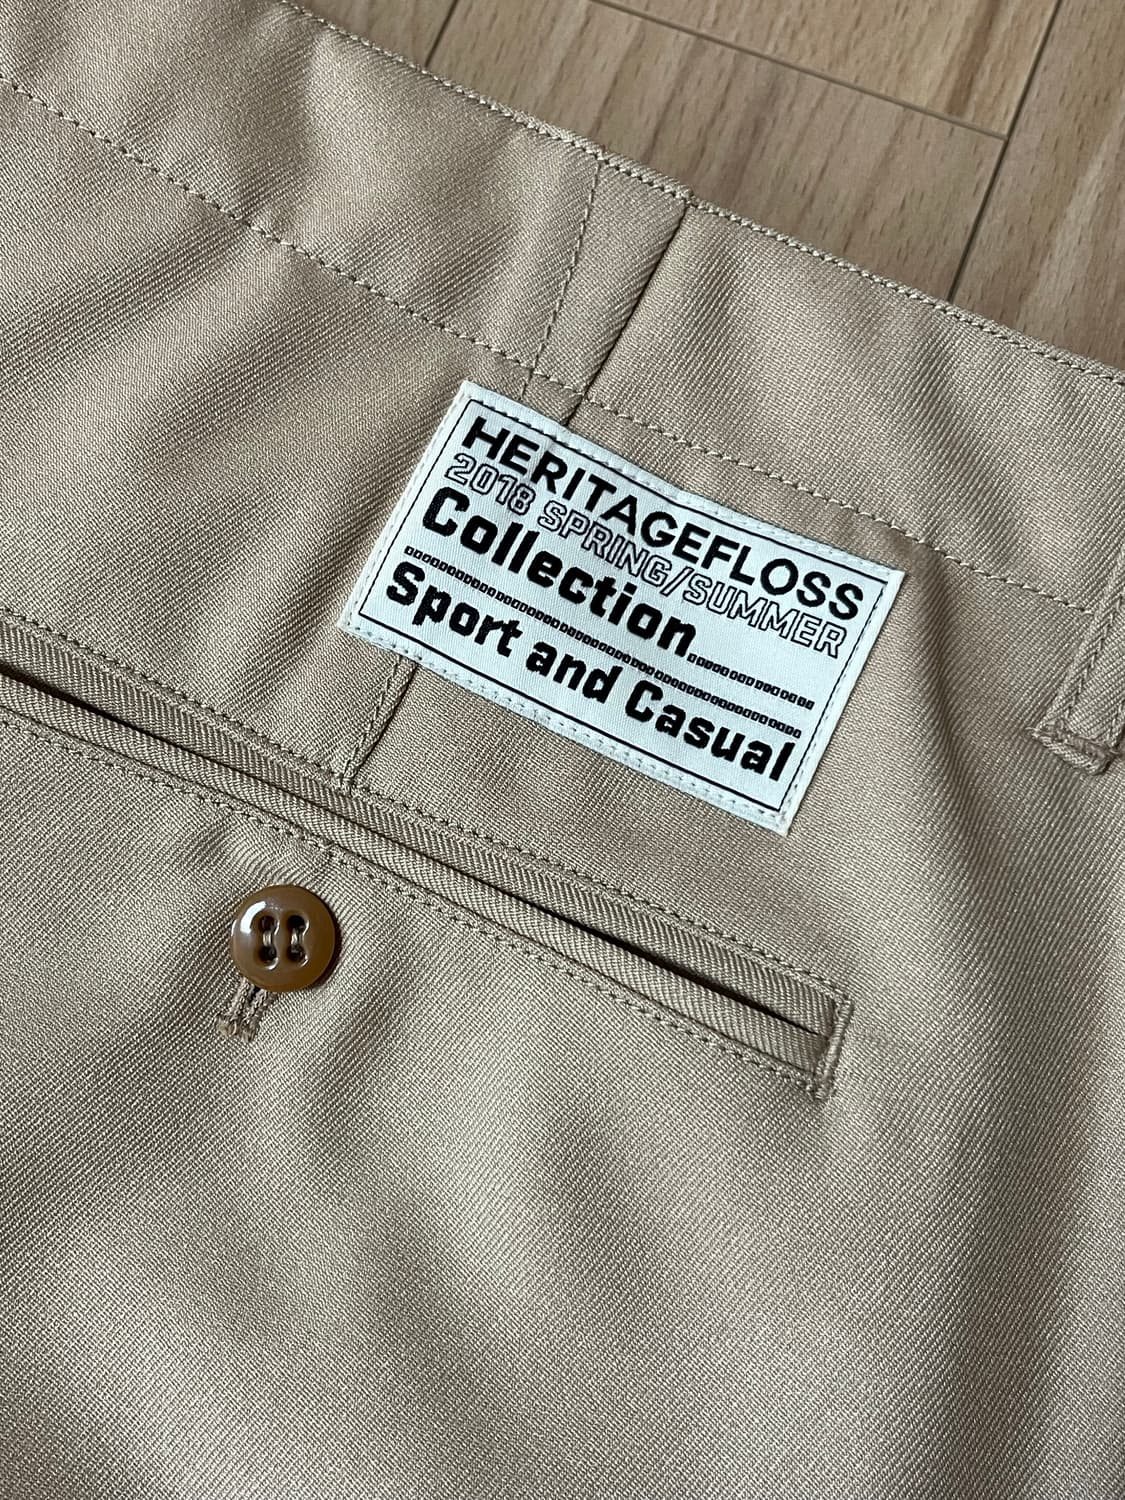 HERITAGEFLOSS
2018 SPRING/SUMMER
Collection
Sport and Casual